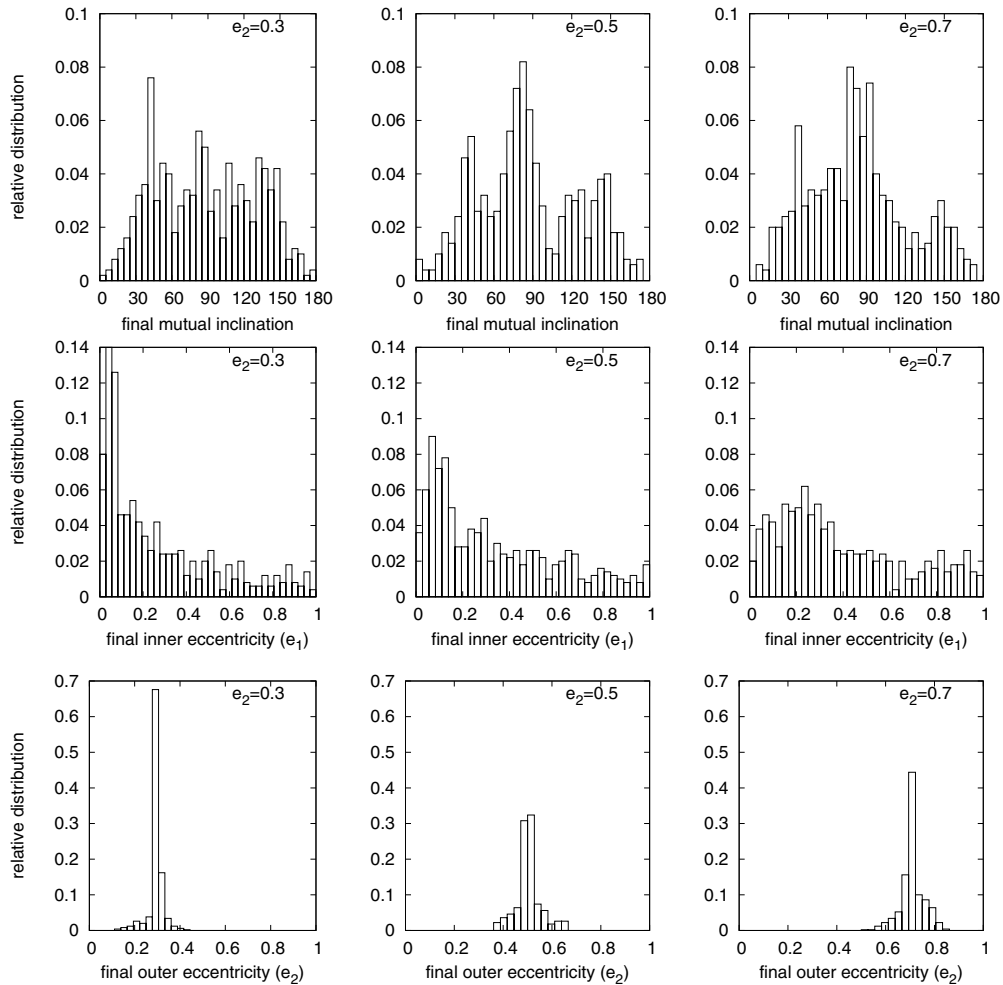 e2=0.3 e2=0.5 e2=0.7
0.1 0.1 0.1
0.08 0.08 0.08
0.06 0.06 0.06
0.04 0.04 0.04
0.02 0.02 0.02
0 0 0
relative distribution
0 30 60 90 120 150 180 0 30 60 90 120 150 180 0 30 60 90 120 150 180
final mutual inclination final mutual inclination final mutual inclination
e2=0.3 e2=0.5 e2=0.7
0.14 0.14 0.14
0.12 0.12 0.12
0.1 0.1 0.1
0.08 0.08 0.08
0.06 0.06 0.06
0.04 0.04 0.04
0.02 0.02 0.02
0 0 0
relative distribution
0 0.2 0.4 0.6 0.8 1 0 0.2 0.4 0.6 0.8 1 0 0.2 0.4 0.6 0.8 1
final inner eccentricity (e1) final inner eccentricity (e1) final inner eccentricity (e1)
e2=0.3 e2=0.5 e2=0.7
0.7 0.7 0.7
0.6 0.6 0.6
0.5 0.5 0.5
0.4 0.4 0.4
0.3 0.3 0.3
0.2 0.2 0.2
0.1 0.1 0.1
0 0 0
relative distribution
0 0.2 0.4 0.6 0.8 1 0 0.2 0.4 0.6 0.8 1 0 0.2 0.4 0.6 0.8 1
final outer eccentricity (e2) final outer eccentricity (e2) final outer eccentricity (e2)